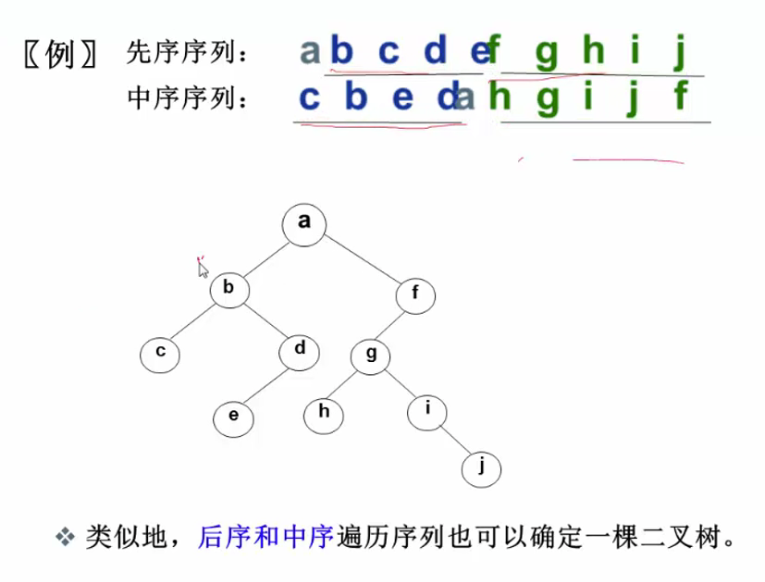 〖例〗 先序序列： a b c d e f g h i j
中序序列： c b e d a h g i j f
a
b f
c d g
e h i
j
❖ 类似地，后序和中序遍历序列也可以确定一棵二叉树。